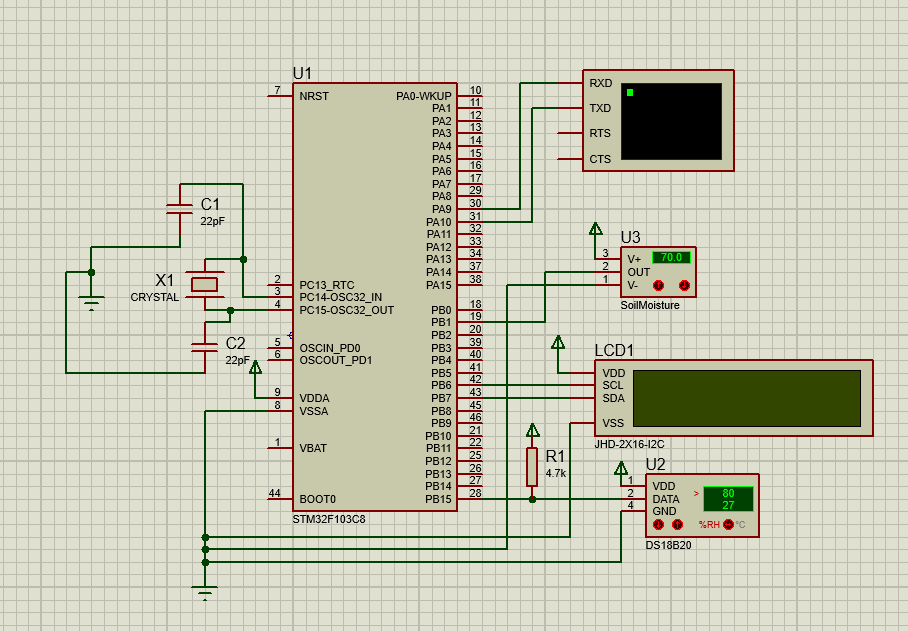 U1
7 NRST
2 PC13_RTC
3 PC14-OSC32_IN
4 PC15-OSC32_OUT
5 OSCIN_PD0
6 OSCOUT_PD1
9 VDDA
8 VSSA
1 VBAT
44 BOOT0
PA0-WKUP 10
PA1 11
PA2 12
PA3 13
PA4 14
PA5 15
PA6 16
PA7 17
PA8 29
PA9 30
PA10 31
PA11 32
PA12 33
PA13 34
PA14 37
PA15 38
PB0 18
PB1 19
PB2 20
PB3 39
PB4 40
PB5 41
PB6 42
PB7 43
PB8 45
PB9 46
PB10 21
PB11 22
PB12 25
PB13 26
PB14 27
PB15 28
STM32F103C8
C1
22pF
X1
CRYSTAL
C2
22pF
RXD
TXD
RTS
CTS
U3
3 V+ 70.0
2 OUT
1 V-
SoilMoisture
LCD1
VDD
SCL
SDA
VSS
JHD-2X16-I2C
R1
4.7k
U2
1 VDD
2 DATA
4 GND
> 80
27
%RH °C
DS18B20